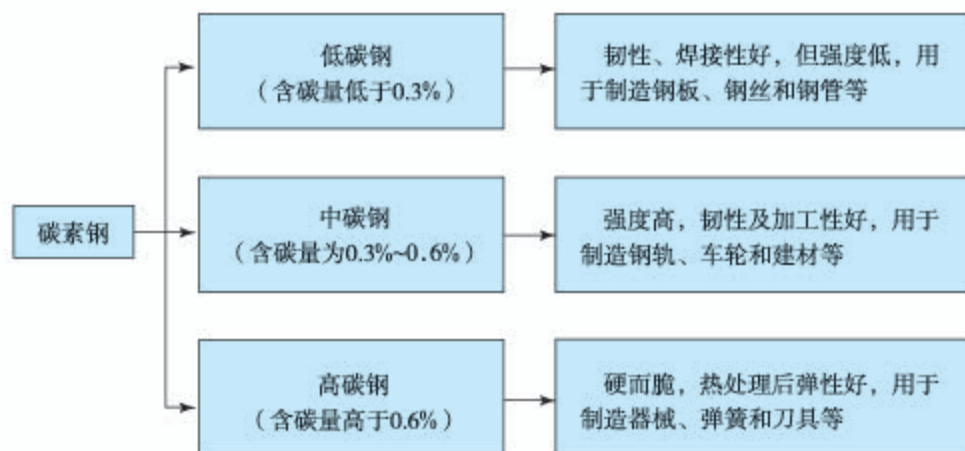 碳素钢
低碳钢
（含碳量低于0.3%）
韧性、焊接性好，但强度低，用
于制造钢板、钢丝和钢管等
中碳钢
（含碳量为0.3%~0.6%）
强度高，韧性及加工性好，用于
制造钢轨、车轮和建材等
高碳钢
（含碳量高于0.6%）
硬而脆，热处理后弹性好，用于
制造器械、弹簧和刀具等